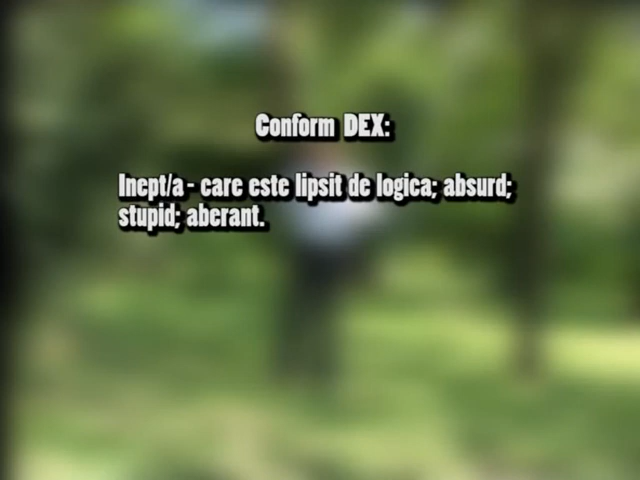 Conform DEX:
Inept/a - care este lipsit de logica; absurd;
stupid; aberant.